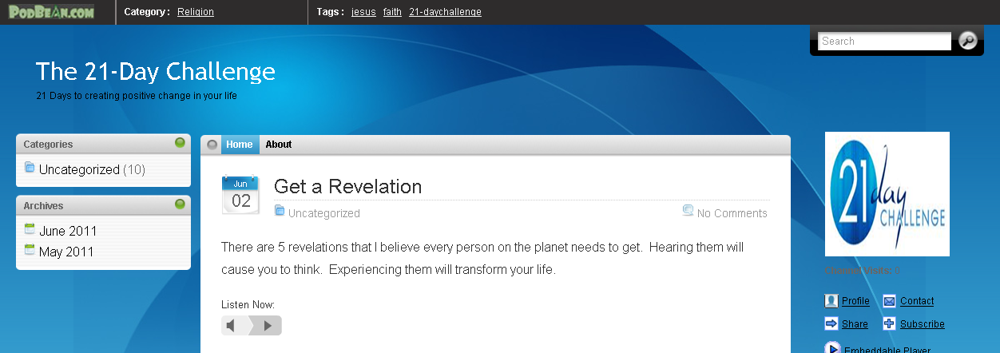 PODBEAN.COM
Category : Religion
Tags : jesus faith 21-daychallenge
Search
The 21-Day Challenge
21 Days to creating positive change in your life
Categories
Uncategorized (10)
Archives
June 2011
May 2011
Home About
Jun
02
Get a Revelation
Uncategorized
No Comments
There are 5 revelations that I believe every person on the planet needs to get. Hearing them will
cause you to think. Experiencing them will transform your life.
Listen Now:
21 day
CHALLENGE
Channel Visits: 0
Profile Contact
Share Subscribe
Embeddable Player